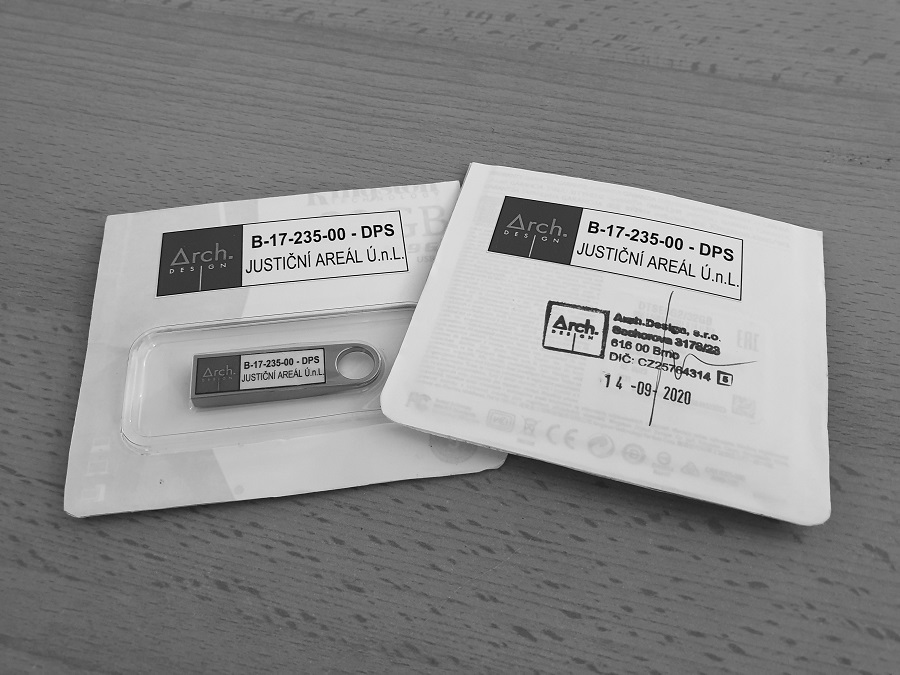 Arch.
DESIGN
B-17-235-00 - DPS
JUSTIČNÍ AREÁL Ú.n.L.
Arch.
DESIGN
B-17-235-00 - DPS
JUSTIČNÍ AREÁL Ú.n.L.
Arch.
DESIGN
B-17-235-00 - DPS
JUSTIČNÍ AREÁL Ú.n.L.
Arch.
DESIGN
Arch.Design, s.r.o.
Sochorova 3178/23
616 00 Brno
DIČ: CZ25764314 8
14 -09- 2020